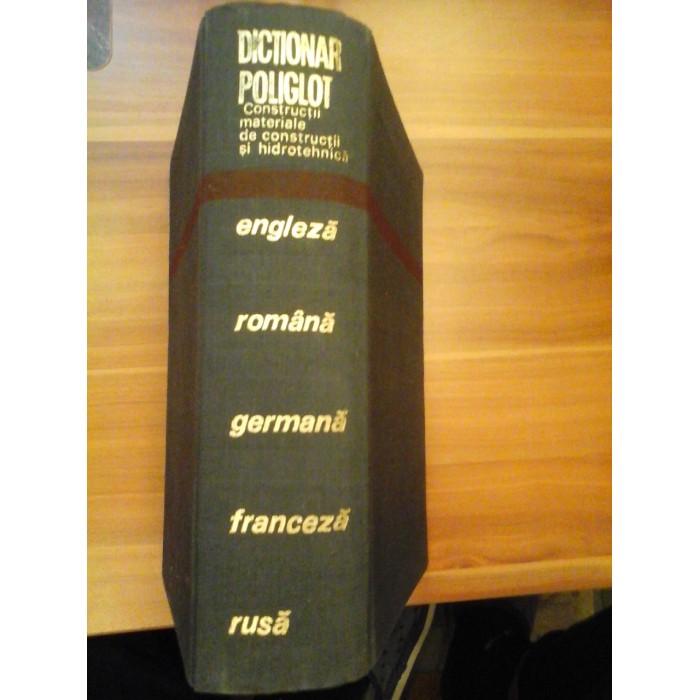 DICTIONAR
POLIGLOT
Construcții
materiale
de construcții
și hidrotehnică
engleză
română
germană
franceză
rusă